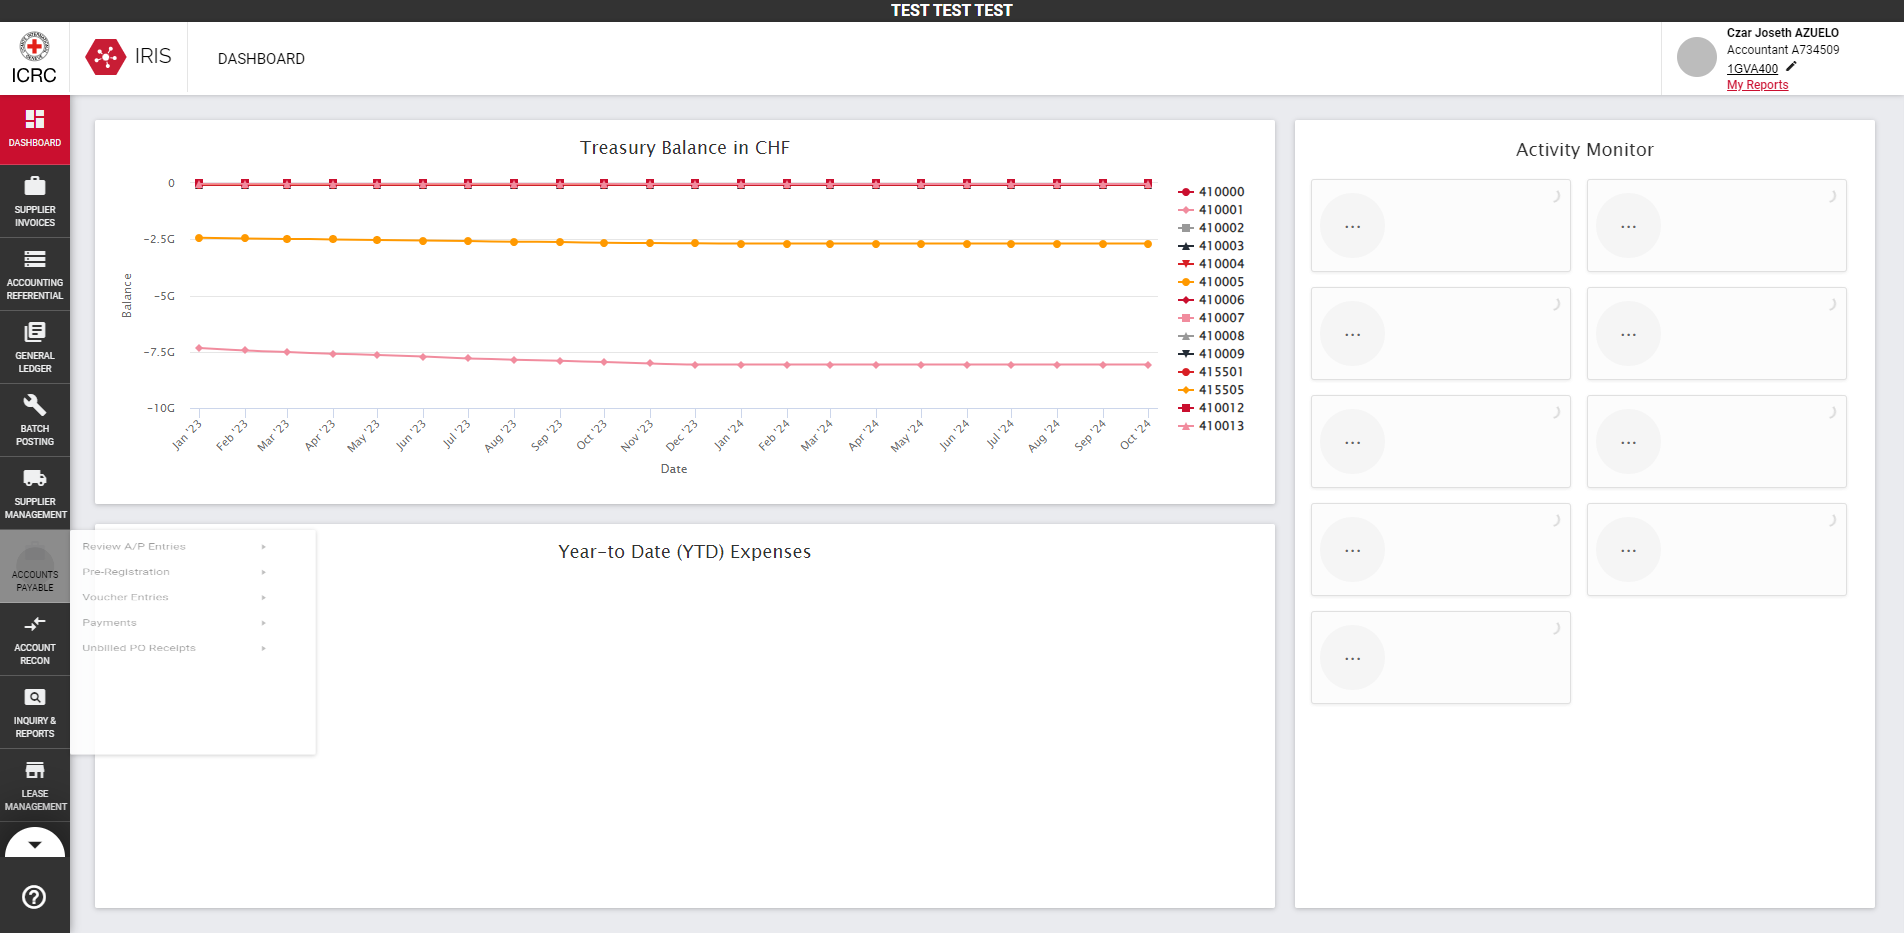 TEST TEST TEST
ICRC
IRIS
DASHBOARD
Czar Joseth AZUELO
Accountant A734509
1GVA400
My Reports
DASHBOARD
SUPPLIER
INVOICES
ACCOUNTING
REFERENTIAL
GENERAL
LEDGER
BATCH
POSTING
SUPPLIER
MANAGEMENT
ACCOUNTS
PAYABLE
ACCOUNT
RECON
INQUIRY &
REPORTS
LEASE
MANAGEMENT
Review A/P Entries
Pre-Registration
Voucher Entries
Payments
Unbilled PO Receipts
Treasury Balance in CHF
Balance
0
-2.5G
-5G
-7.5G
-10G
Jan '23
Feb '23
Mar '23
Apr '23
May '23
Jun '23
Jul '23
Aug '23
Sep '23
Oct '23
Nov '23
Dec '23
Jan '24
Feb '24
Mar '24
Apr '24
May '24
Jun '24
Jul '24
Aug '24
Sep '24
Oct '24
Date
410000
410001
410002
410003
410004
410005
410006
410007
410008
410009
415501
415505
410012
410013
Year-to Date (YTD) Expenses
Activity Monitor
...
...
...
...
...
...
...
...
...